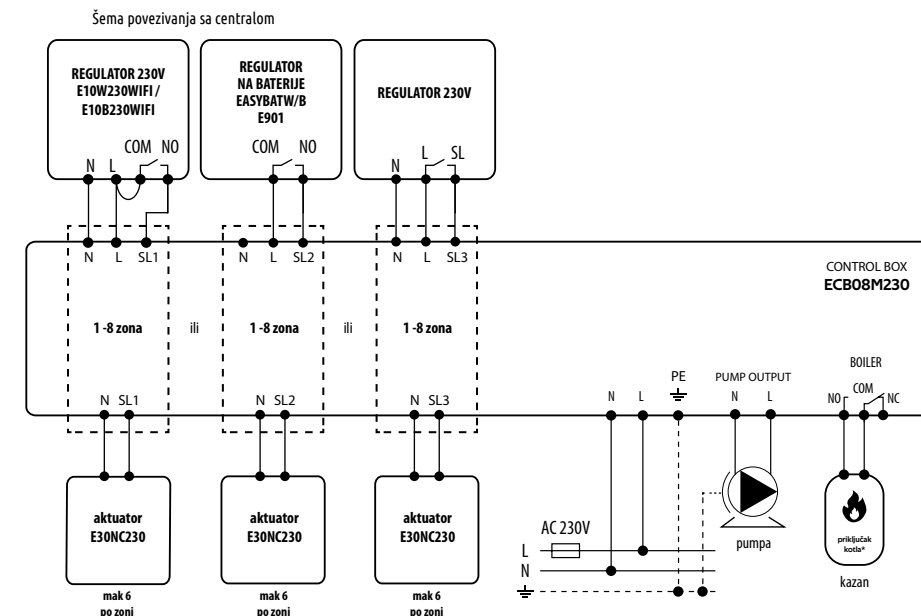 Šema povezivanja sa centralom
REGULATOR 230V
E10W230WIFI /
E10B230WIFI
COM NO
N L
REGULATOR
NA BATERIJE
EASYBATW/B
E901
COM NO
REGULATOR 230V
L SL
N
N L SL1
N L SL2
N L SL3
CONTROL BOX
ECB08M230
1 -8 zona
ili
1 -8 zona
ili
1 -8 zona
N SL1
N SL2
N SL3
N L
PE
PUMP OUTPUT
N L
BOILER
COM
NO NC
aktuator
E30NC230
mak 6
po zoni
aktuator
E30NC230
mak 6
po zoni
aktuator
E30NC230
mak 6
po zoni
AC 230V
L
N
pumpa
priključak
kotla*
kazan